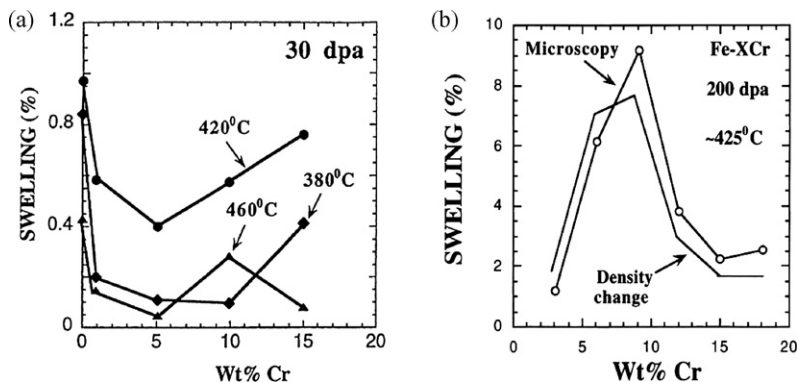 (a)
1.2
30 dpa
420⁰C
0.8
380⁰C
460⁰C
0.4
0
SWELLING (%)
0 5 10 15 20
Wt% Cr
(b)
10
Microscopy
Fe-XCr
8
200 dpa
6
~425⁰C
4
2
Density
change
0
SWELLING (%)
0 5 10 15 20
Wt% Cr